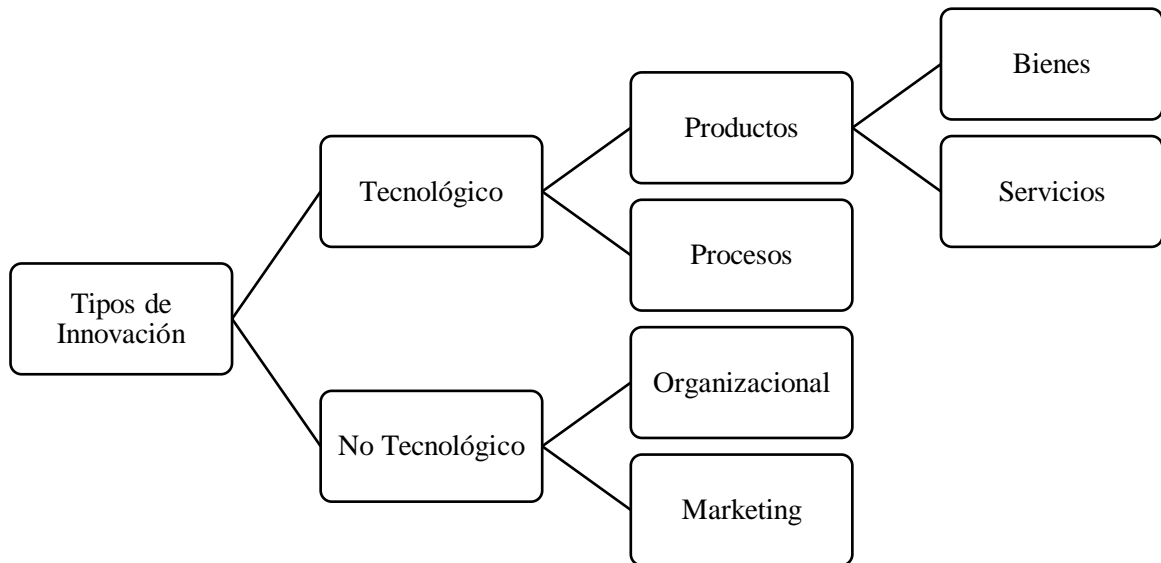 Tipos de
Innovación
Tecnológico
Productos
Bienes
Servicios
Procesos
No Tecnológico
Organizacional
Marketing